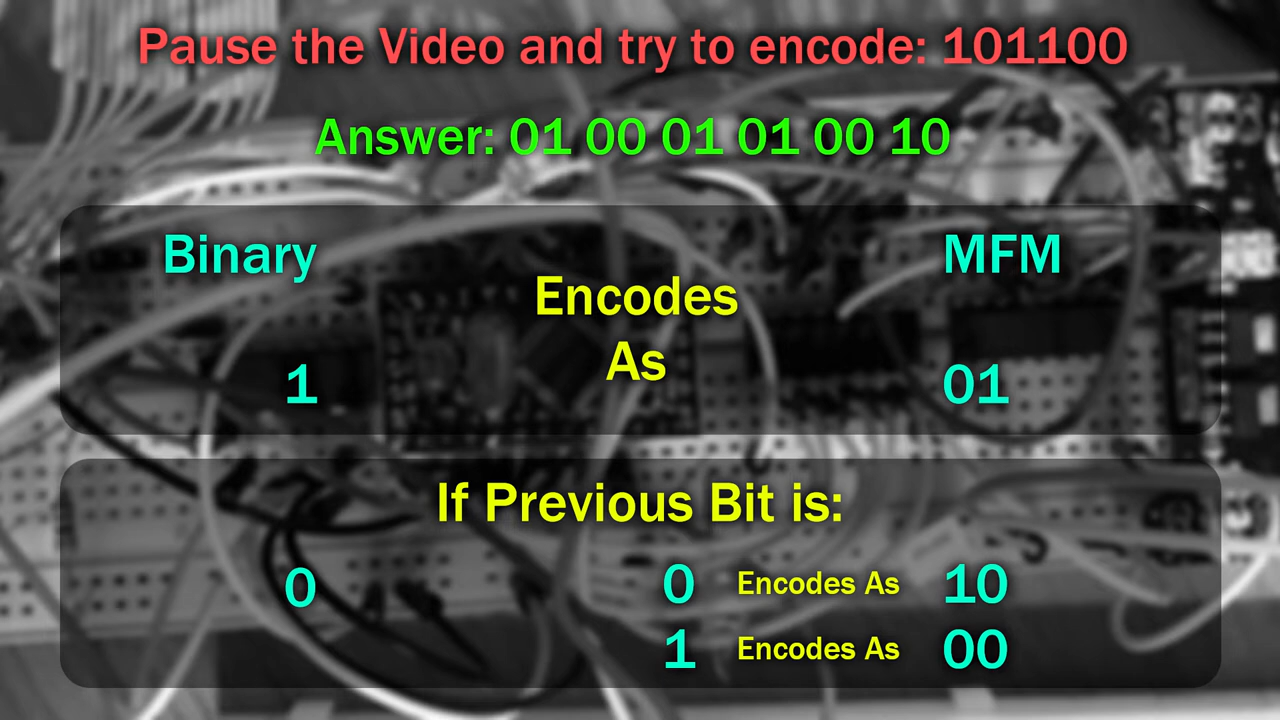 Pause the Video and try to encode: 101100
Answer: 01 00 01 01 00 10
Binary
MFM
Encodes
As
1
01
If Previous Bit is:
0
0 Encodes As 10
1 Encodes As 00